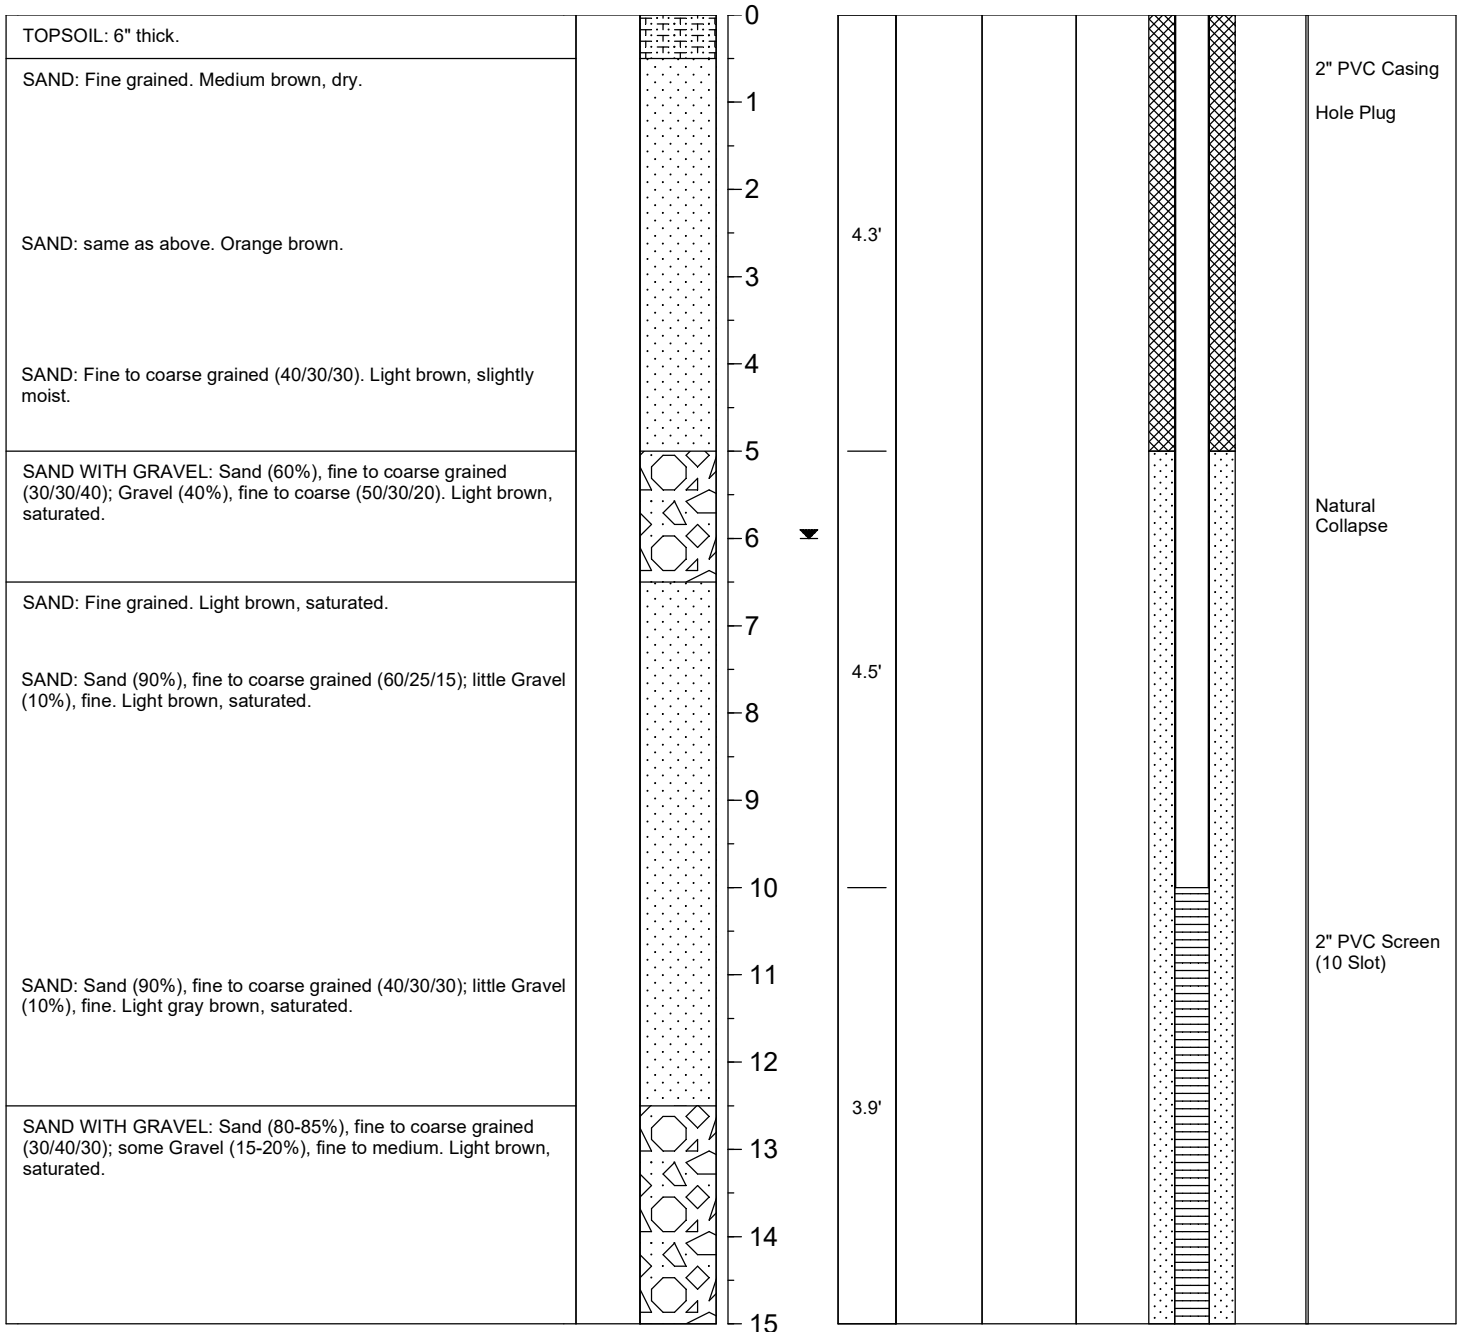 TOPSOIL: 6" thick.
SAND: Fine grained. Medium brown, dry.
SAND: same as above. Orange brown.
SAND: Fine to coarse grained (40/30/30). Light brown, slightly
moist.
SAND WITH GRAVEL: Sand (60%), fine to coarse grained
(30/30/40); Gravel (40%), fine to coarse (50/30/20). Light brown,
saturated.
SAND: Fine grained. Light brown, saturated.
SAND: Sand (90%), fine to coarse grained (60/25/15); little Gravel
(10%), fine. Light brown, saturated.
SAND: Sand (90%), fine to coarse grained (40/30/30); little Gravel
(10%), fine. Light gray brown, saturated.
SAND WITH GRAVEL: Sand (80-85%), fine to coarse grained
(30/40/30); some Gravel (15-20%), fine to medium. Light brown,
saturated.
0
1
2
3
4
5
6
7
8
9
10
11
12
13
14
15
4.3'
4.5'
3.9'
2" PVC Casing
Hole Plug
Natural
Collapse
2" PVC Screen
(10 Slot)